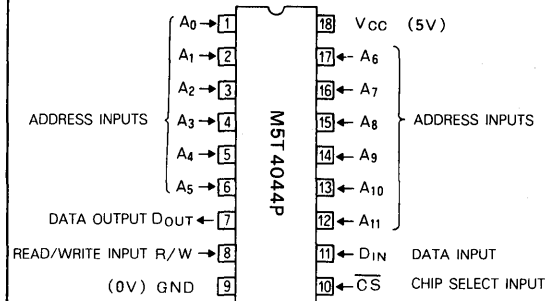 A0 → 1 18 VCC (5V)
A1 → 2 17 ← A6
A2 → 3 16 ← A7
ADDRESS INPUTS A3 → 4 M5T4044P 15 ← A8 ADDRESS INPUTS
A4 → 5 14 ← A9
A5 → 6 13 ← A10
DATA OUTPUT DOUT ← 7 12 ← A11
READ/WRITE INPUT R/W → 8 11 ← DIN DATA INPUT
(0V) GND 9 10 ← C̅S̅ CHIP SELECT INPUT